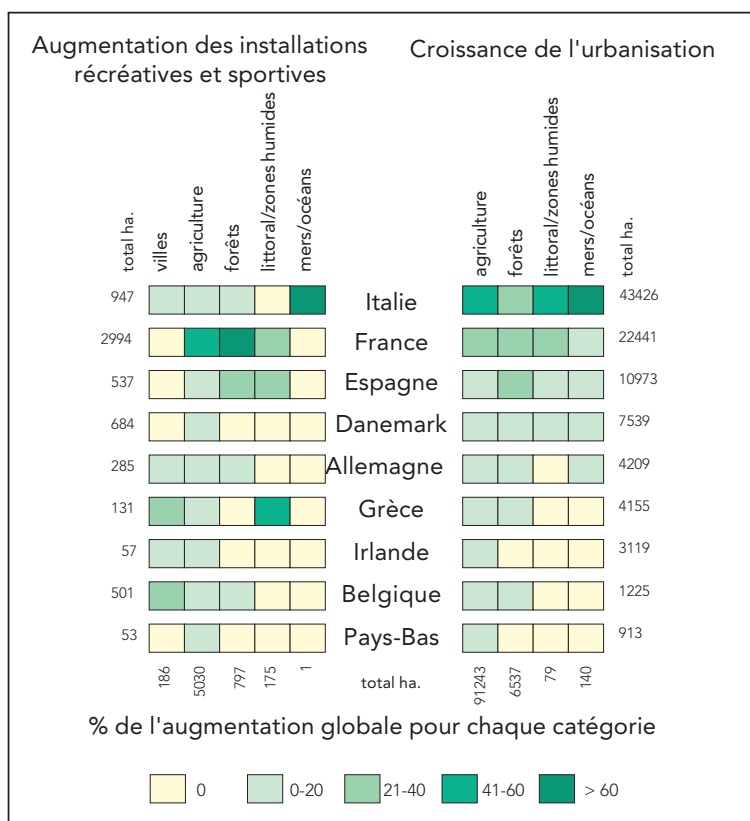 Augmentation des installations
récréatives et sportives
Croissance de l'urbanisation
total ha.
villes
agriculture
forêts
littoral/zones humides
mers/océans
agriculture
forêts
littoral/zones humides
mers/océans
total ha.
947 Italie 43426
2994 France 22441
537 Espagne 10973
684 Danemark 7539
285 Allemagne 4209
131 Grèce 4155
57 Irlande 3119
501 Belgique 1225
53 Pays-Bas 913
186 5030 797 175 1 total ha. 91243 6537 79 140
% de l'augmentation globale pour chaque catégorie
0 0-20 21-40 41-60 > 60